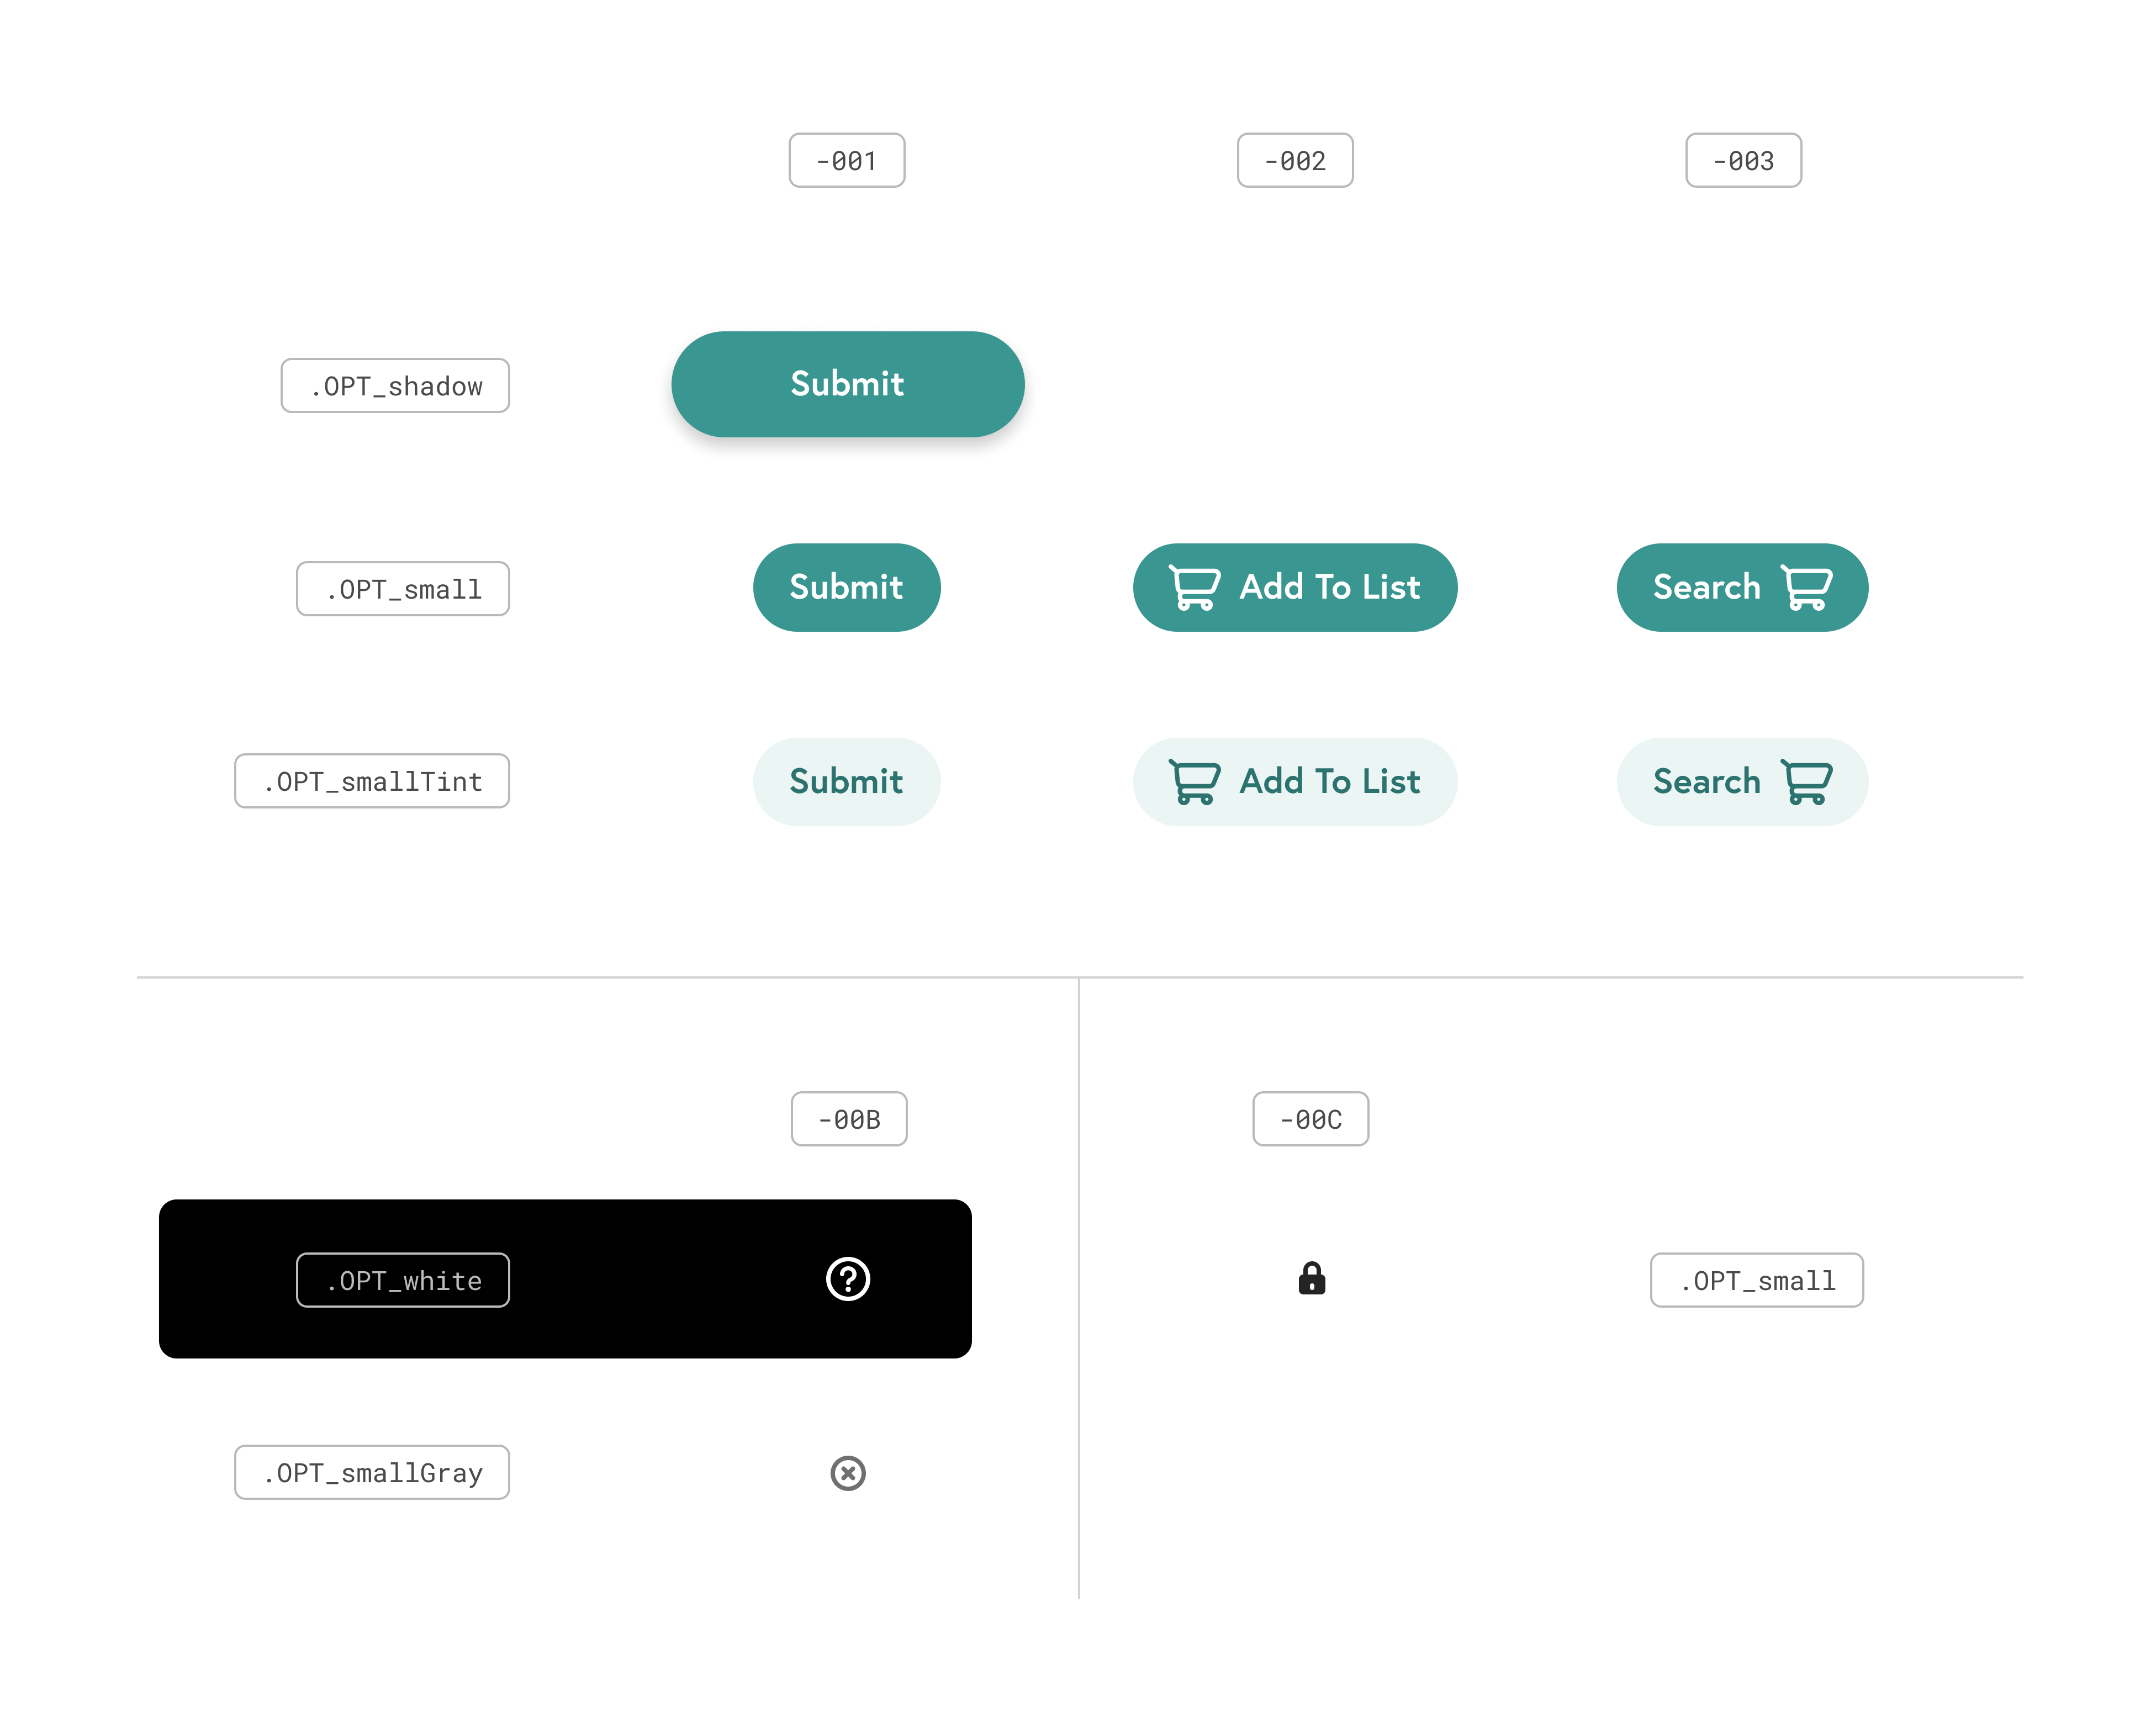 -001
-002
-003
.OPT_shadow
Submit
.OPT_small
Submit
Add To List
Search
.OPT_smallTint
Submit
Add To List
Search
-00B
-00C
.OPT_white
.OPT_small
.OPT_smallGray